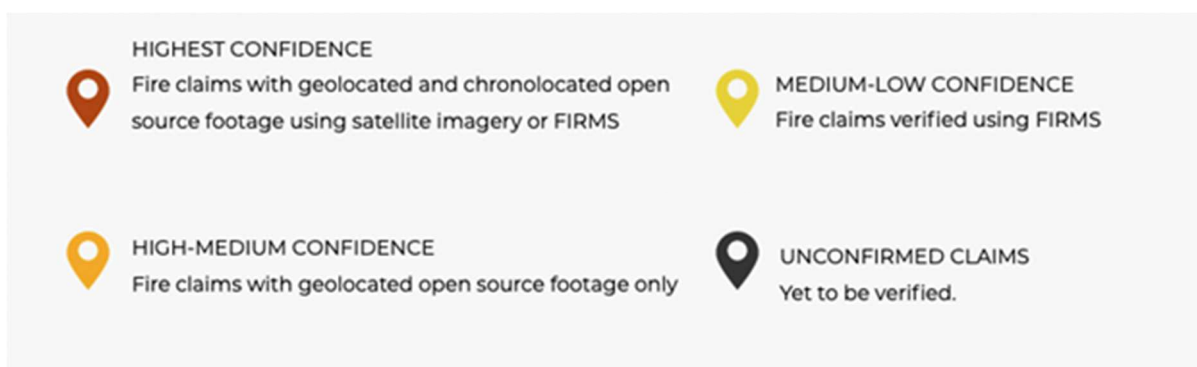 HIGHEST CONFIDENCE
Fire claims with geolocated and chronolocated open
source footage using satellite imagery or FIRMS
MEDIUM-LOW CONFIDENCE
Fire claims verified using FIRMS
HIGH-MEDIUM CONFIDENCE
Fire claims with geolocated open source footage only
UNCONFIRMED CLAIMS
Yet to be verified.